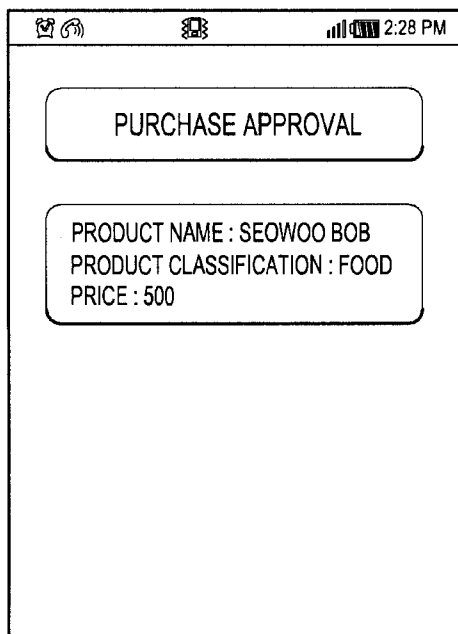 2:28 PM
PURCHASE APPROVAL
PRODUCT NAME : SEOWOO BOB
PRODUCT CLASSIFICATION : FOOD
PRICE : 500